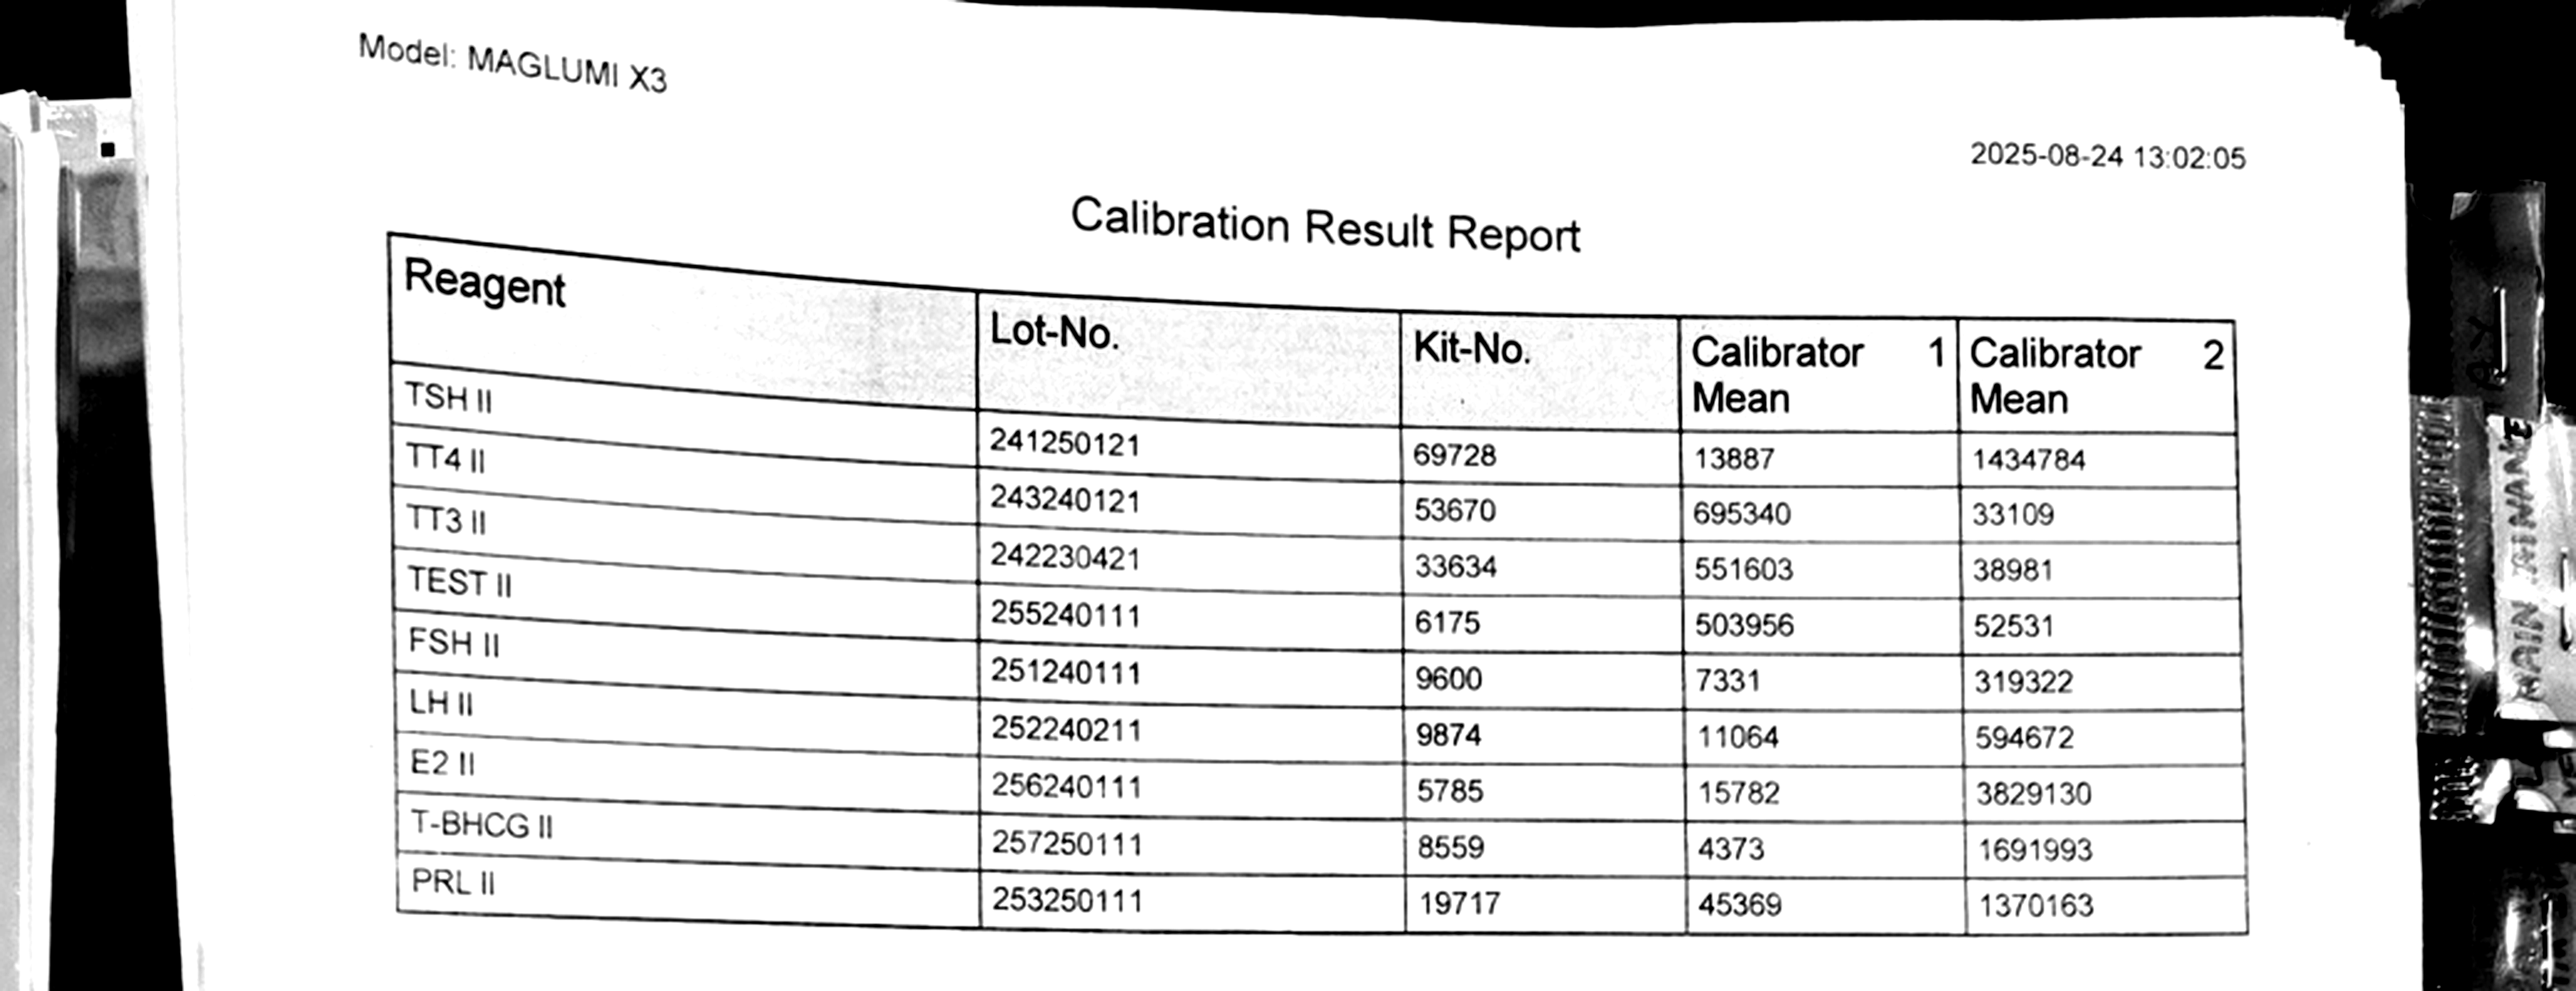 Model: MAGLUMI X3
2025-08-24 13:02:05
Calibration Result Report
Reagent Lot-No. Kit-No. Calibrator 1 Mean Calibrator 2 Mean
TSH II 241250121 69728 13887 1434784
TT4 II 243240121 53670 695340 33109
TT3 II 242230421 33634 551603 38981
TEST II 255240111 6175 503956 52531
FSH II 251240111 9600 7331 319322
LH II 252240211 9874 11064 594672
E2 II 256240111 5785 15782 3829130
T-BHCG II 257250111 8559 4373 1691993
PRL II 253250111 19717 45369 1370163